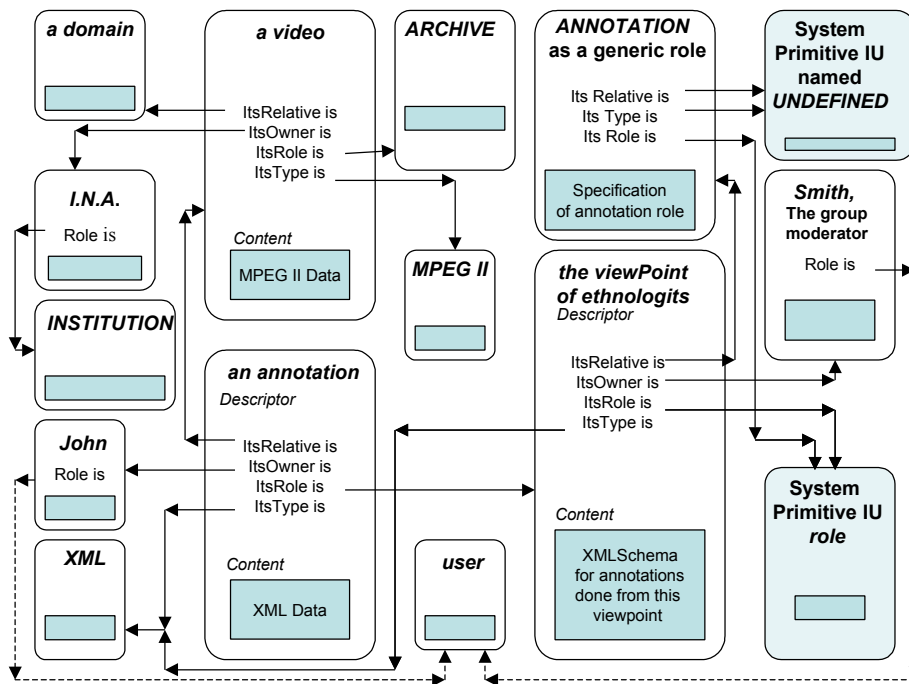 a domain
a video
ItsRelative is
ItsOwner is
ItsRole is
ItsType is
Content
MPEG II Data
ARCHIVE
ANNOTATION
as a generic role
Its Relative is
Its Type is
Its Role is
Specification
of annotation role
System
Primitive IU
named
UNDEFINED
I.N.A.
Role is
MPEG II
Smith,
The group
moderator
Role is
INSTITUTION
an annotation
Descriptor
ItsRelative is
ItsOwner is
ItsRole is
ItsType is
Content
XML Data
the viewPoint
of ethnologits
Descriptor
ItsRelative is
ItsOwner is
ItsRole is
ItsType is
Content
XMLSchema
for annotations
done from this
viewpoint
John
Role is
XML
user
System
Primitive IU
role